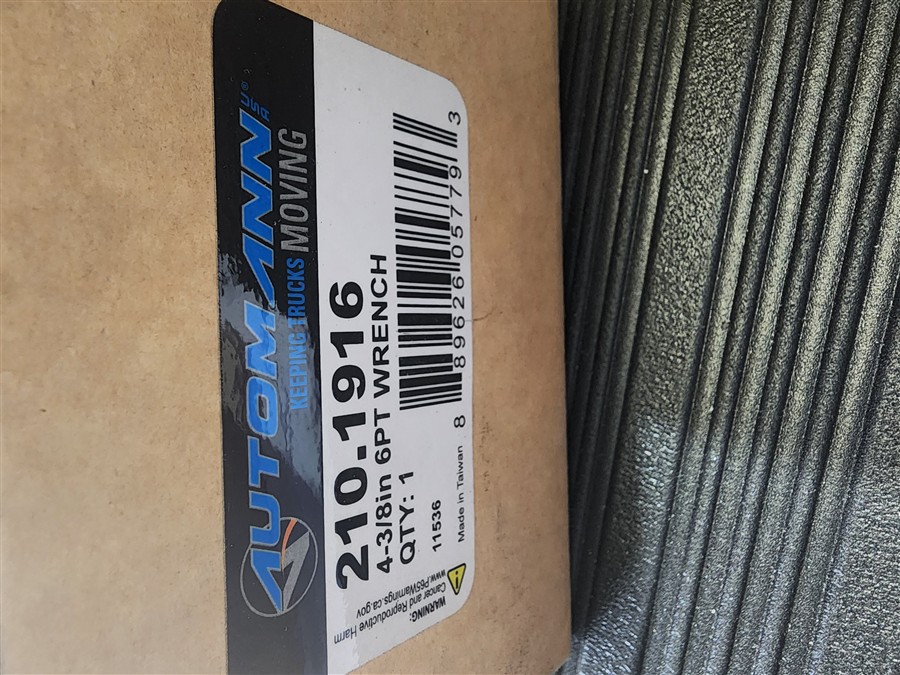 AUTOMANN USA®
KEEPING TRUCKS MOVING
210.1916
4-3/8in 6PT WRENCH
QTY: 1
11536
Made in Taiwan
8 89626 05779 3
WARNING:
Cancer and Reproductive Harm
www.P65Warnings.ca.gov